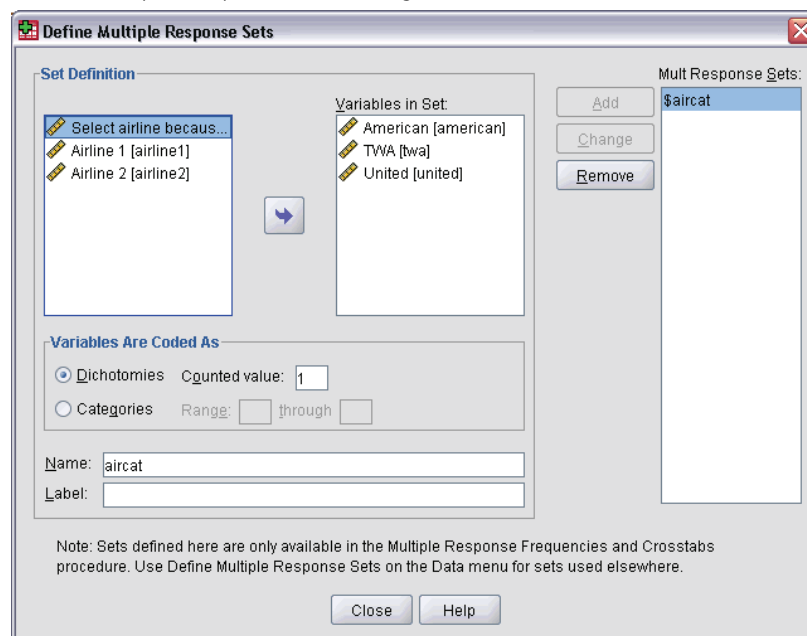 Define Multiple Response Sets
Set Definition
Select airline becaus...
Airline 1 [airline1]
Airline 2 [airline2]
Variables in Set:
American [american]
TWA [twa]
United [united]
Variables Are Coded As
Dichotomies Counted value: 1
Categories Range: through
Name: aircat
Label:
Add
Change
Remove
Mult Response Sets:
$aircat
Note: Sets defined here are only available in the Multiple Response Frequencies and Crosstabs
procedure. Use Define Multiple Response Sets on the Data menu for sets used elsewhere.
Close Help